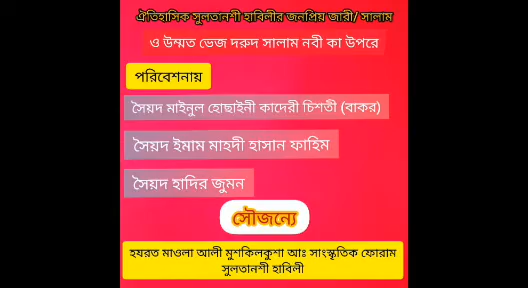 ঐতিহাসিক সুলতানশী হাবিলীর জনপ্রিয় জারী/ সালাম
ও উম্মত ভেজ দরুদ সালাম নবী কা উপরে
পরিবেশনায়
সৈয়দ মাইনুল হোছাইনী কাদেরী চিশতী (বাকর)
সৈয়দ ইমাম মাহদী হাসান ফাহিম
সৈয়দ হাদির জুমন
সৌজন্যে
হযরত মাওলা আলী মুশকিলকুশা আঃ সাংস্কৃতিক ফোরাম
সুলতানশী হাবিলী